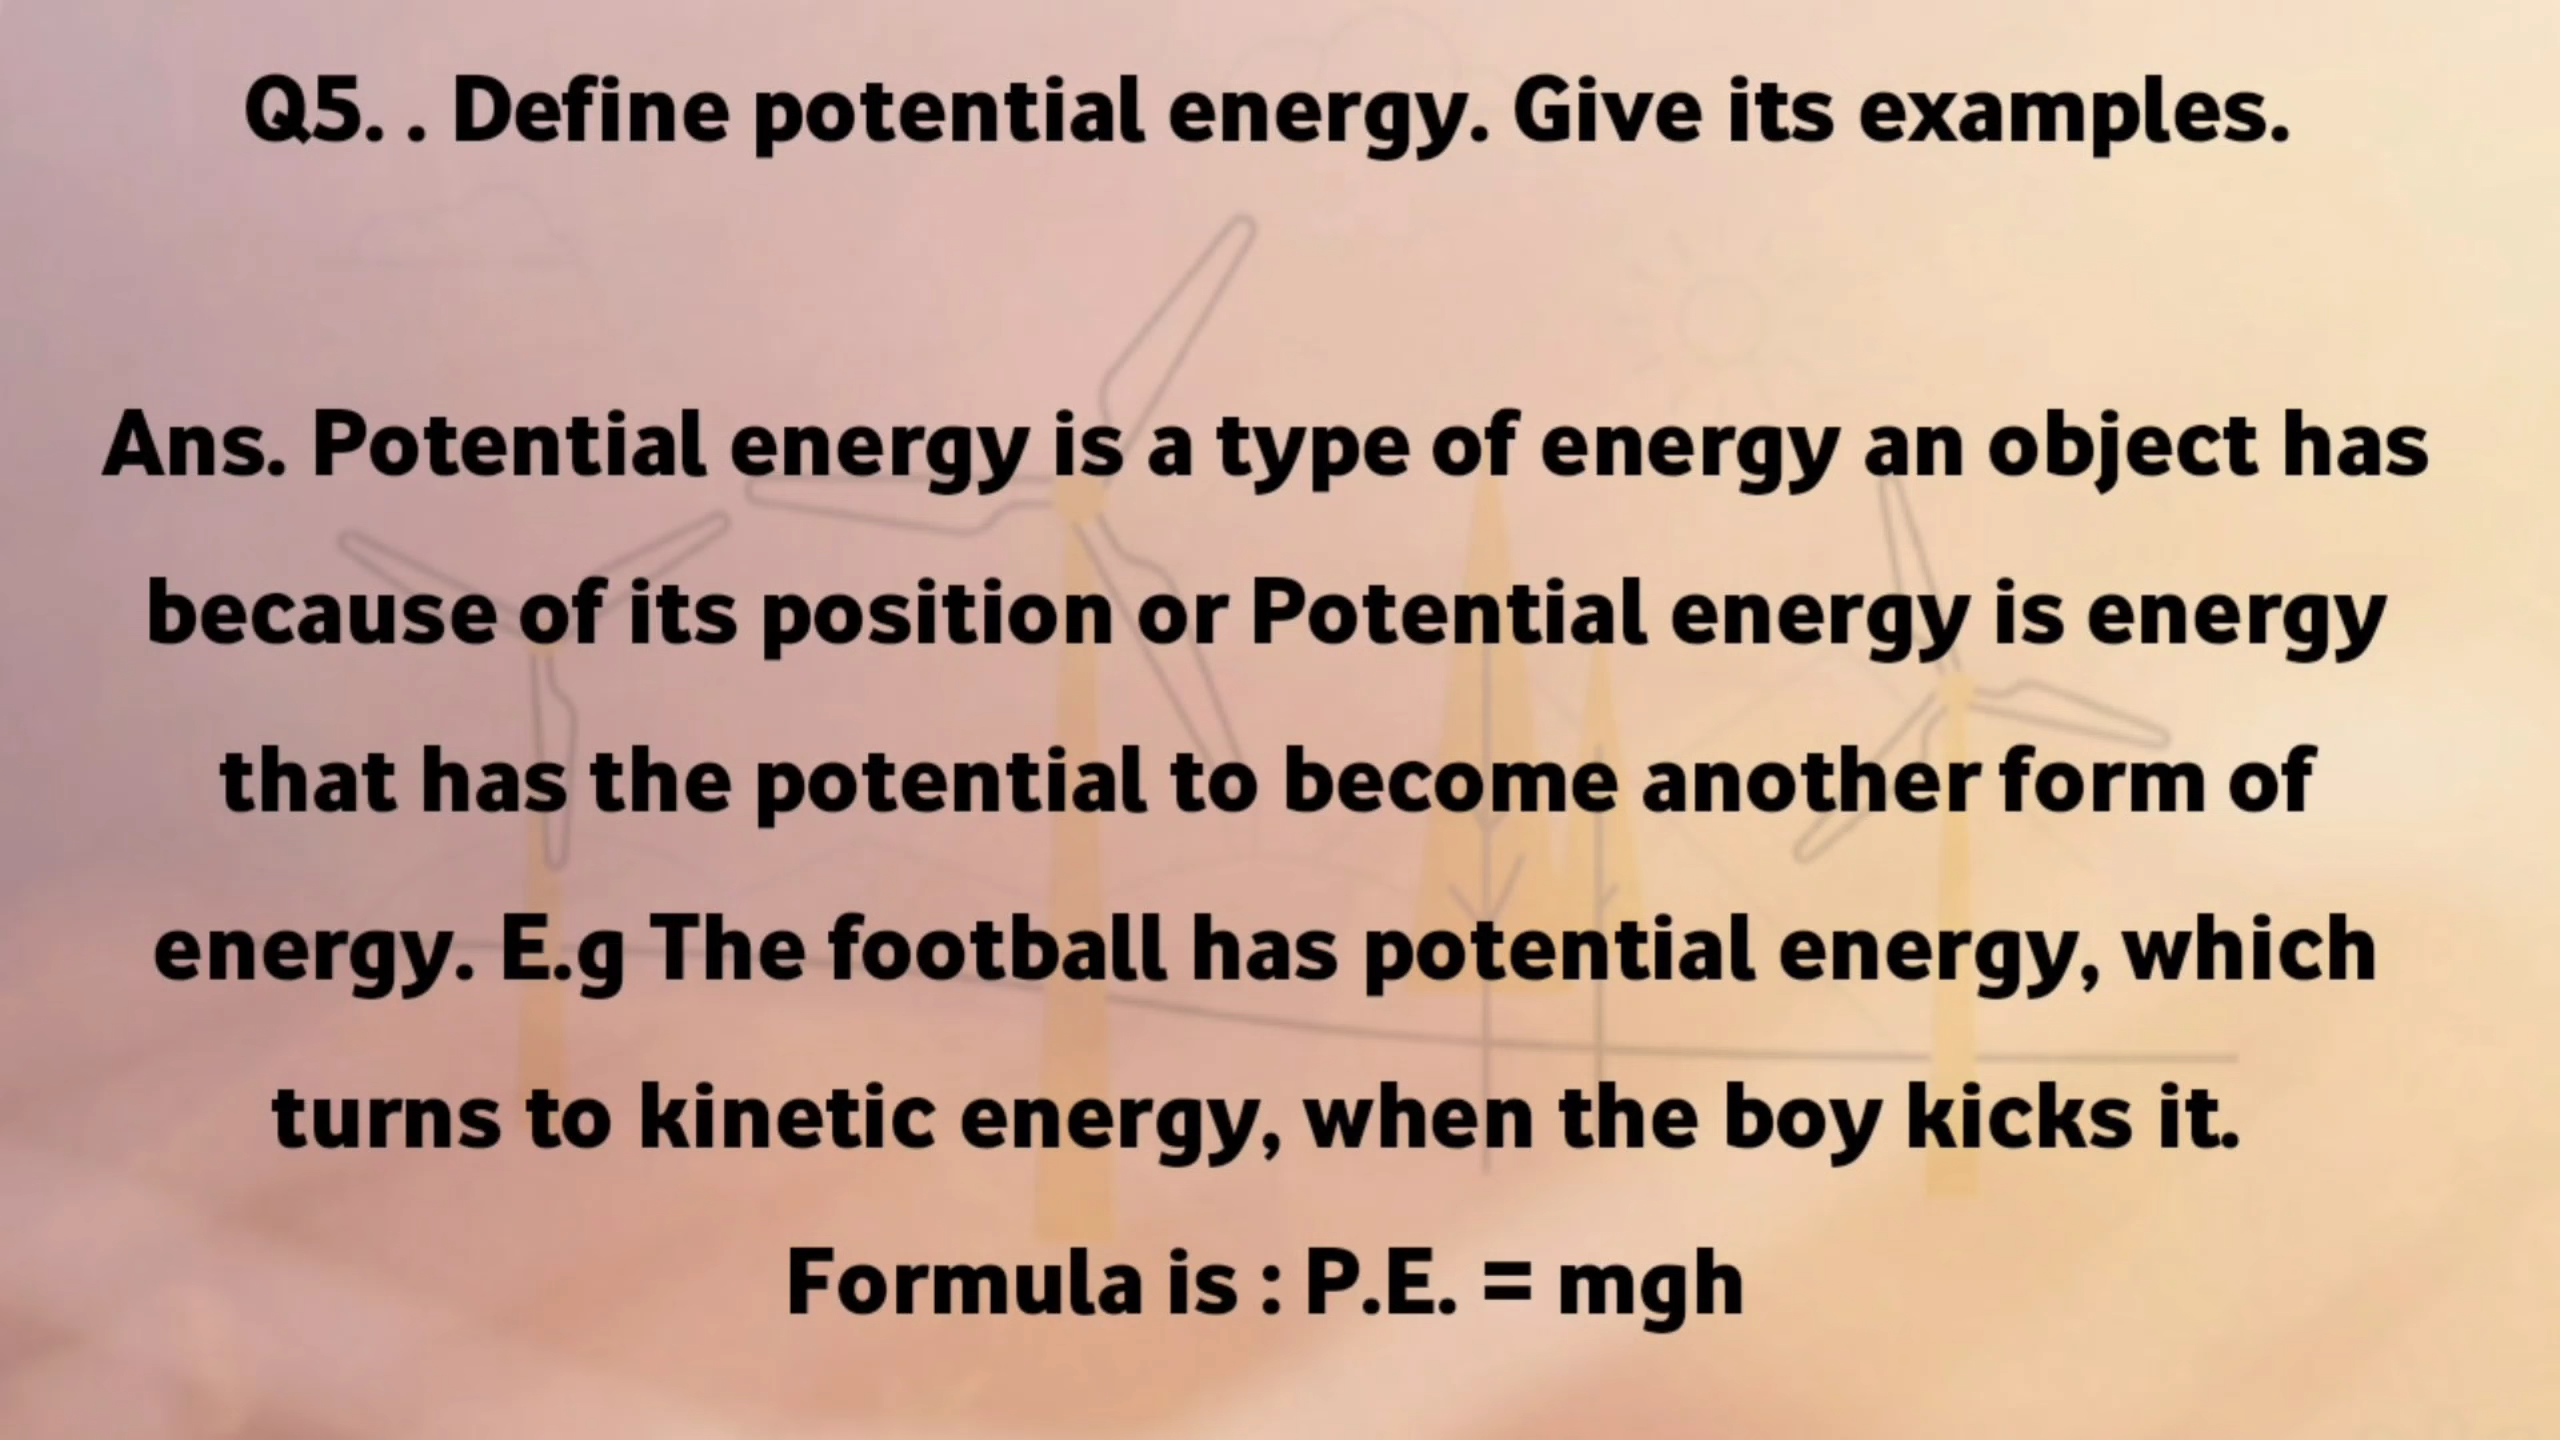 Q5. . Define potential energy. Give its examples.
Ans. Potential energy is a type of energy an object has
because of its position or Potential energy is energy
that has the potential to become another form of
energy. E.g The football has potential energy, which
turns to kinetic energy, when the boy kicks it.
Formula is : P.E. = mgh